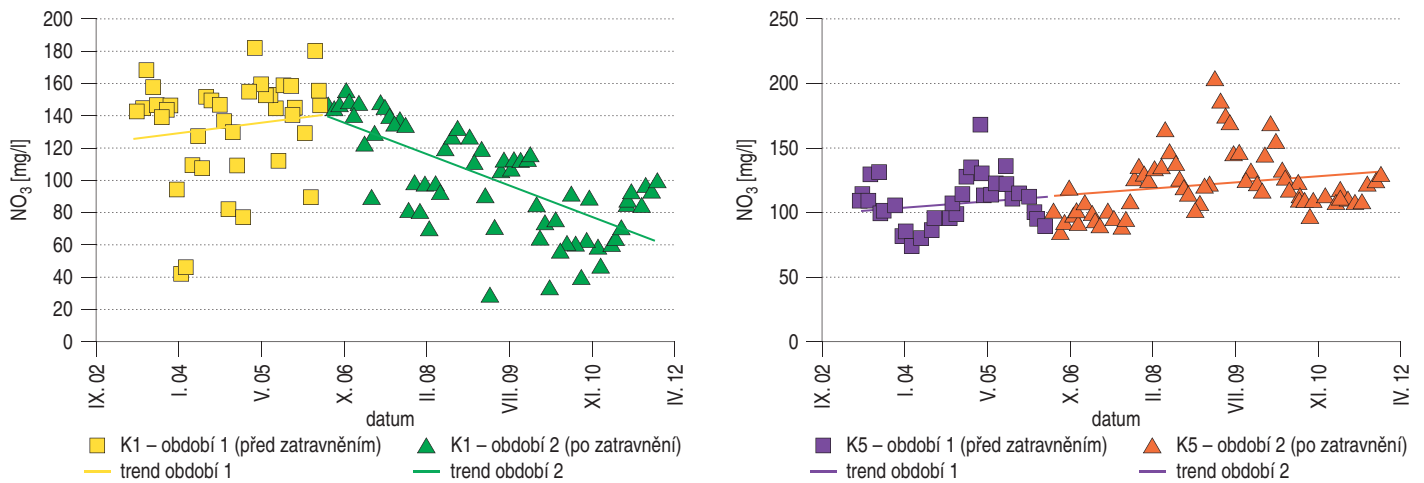 200
180
160
140
120
100
80
60
40
20
0
NO3 [mg/l]
IX. 02
I. 04
V. 05
X. 06
II. 08
VII. 09
XI. 10
IV. 12
datum
K1 – období 1 (před zatravněním)
K1 – období 2 (po zatravnění)
trend období 1
trend období 2
250
200
150
100
50
0
NO3 [mg/l]
IX. 02
I. 04
V. 05
X. 06
II. 08
VII. 09
XI. 10
IV. 12
datum
K5 – období 1 (před zatravněním)
K5 – období 2 (po zatravnění)
trend období 1
trend období 2